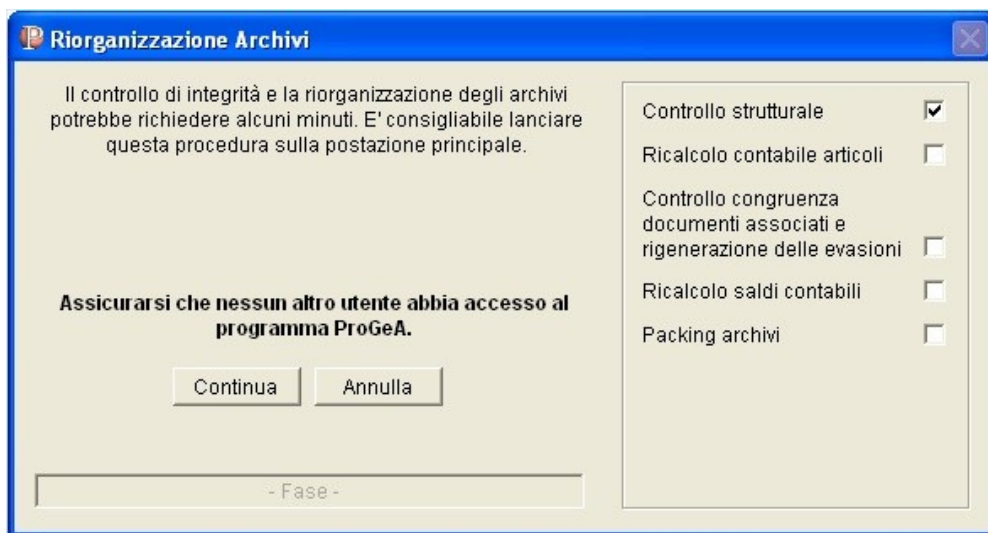 Riorganizzazione Archivi
Il controllo di integrità e la riorganizzazione degli archivi
potrebbe richiedere alcuni minuti. E' consigliabile lanciare
questa procedura sulla postazione principale.
Assicurarsi che nessun altro utente abbia accesso al
programma ProGeA.
Continua
Annulla
- Fase -
Controllo strutturale
Ricalcolo contabile articoli
Controllo congruenza
documenti associati e
rigenerazione delle evasioni
Ricalcolo saldi contabili
Packing archivi